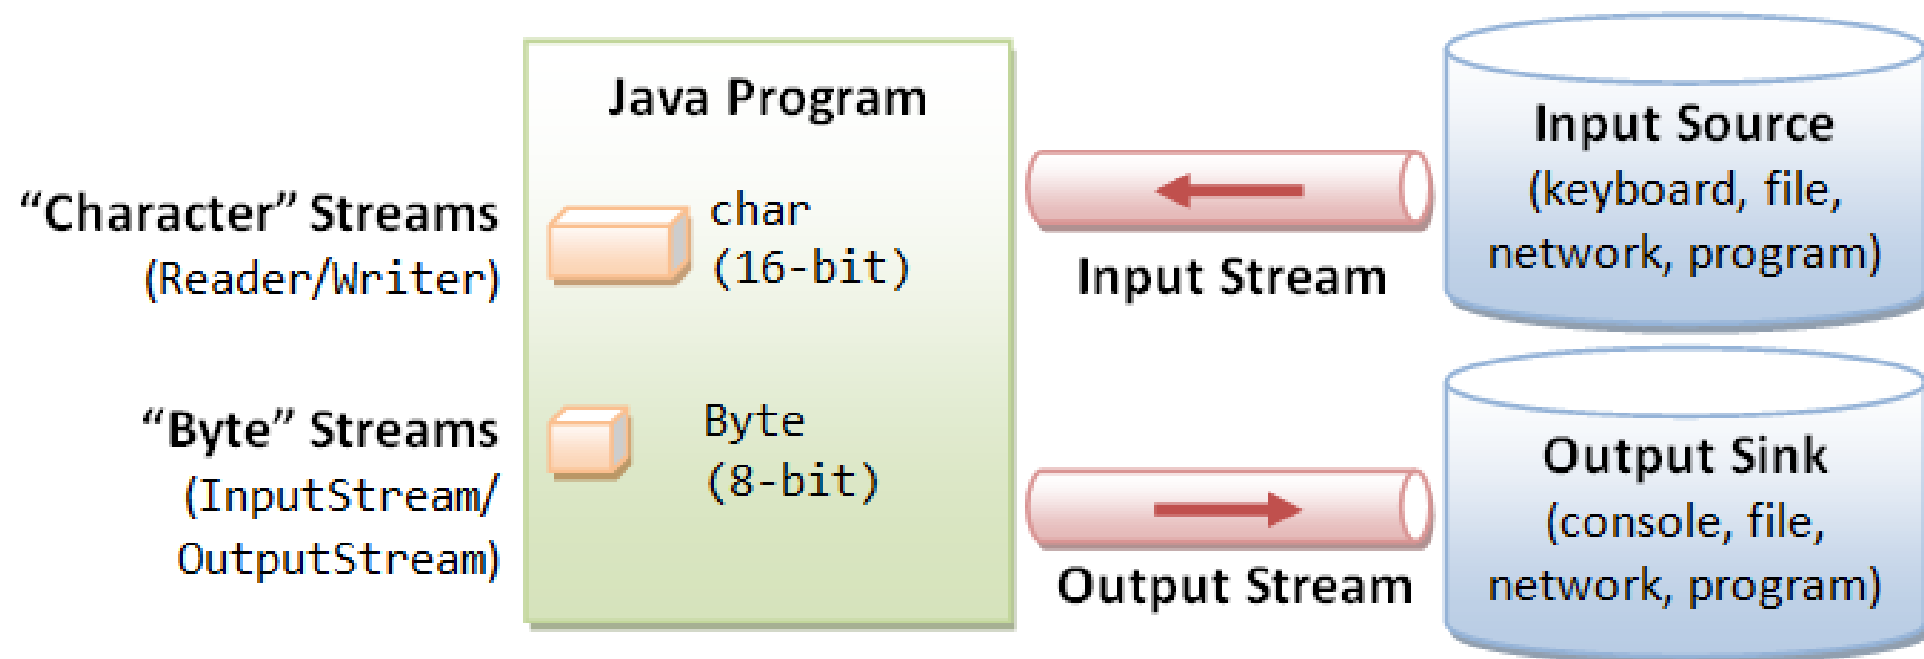 Java Program
“Character” Streams
(Reader/Writer)
char
(16-bit)
“Byte” Streams
(InputStream/
OutputStream)
Byte
(8-bit)
Input Stream
Output Stream
Input Source
(keyboard, file,
network, program)
Output Sink
(console, file,
network, program)